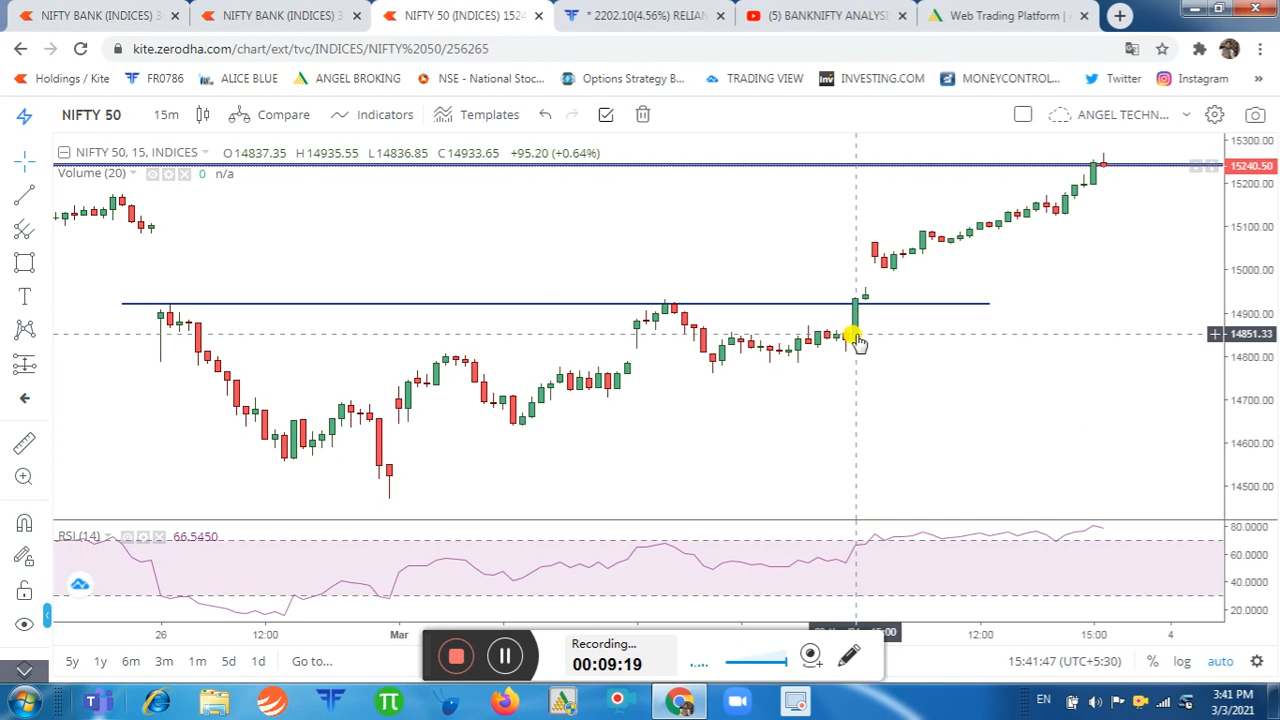 NIFTY BANK (INDICES) 3
NIFTY BANK (INDICES) 3
NIFTY 50 (INDICES) 1524
* 2202.10(4.56%) RELIAN
(5) BANKNIFTY ANALYSI
Web Trading Platform |
kite.zerodha.com/chart/ext/tvc/INDICES/NIFTY%2050/256265
Holdings / Kite
FR0786
ALICE BLUE
ANGEL BROKING
NSE - National Stoc...
Options Strategy B...
TRADING VIEW
INVESTING.COM
MONEYCONTROL...
Twitter
Instagram
»
NIFTY 50
15m
Compare
Indicators
Templates
ANGEL TECHN...
NIFTY 50, 15, INDICES
O14837.35 H14935.55 L14836.85 C14933.65 +95.20 (+0.64%)
Volume (20)
0 n/a
15300.00
15240.50
15200.00
15100.00
15000.00
14900.00
14851.33
14800.00
14700.00
14600.00
14500.00
RSI (14)
66.5450
80.0000
60.0000
40.0000
20.0000
26
12:00
Mar
12:00
15:00
4
5y 1y 6m 3m 1m 5d 1d Go to...
Recording...
00:09:19
15:41:47 (UTC+5:30)
% log auto
EN
3:41 PM
3/3/2021